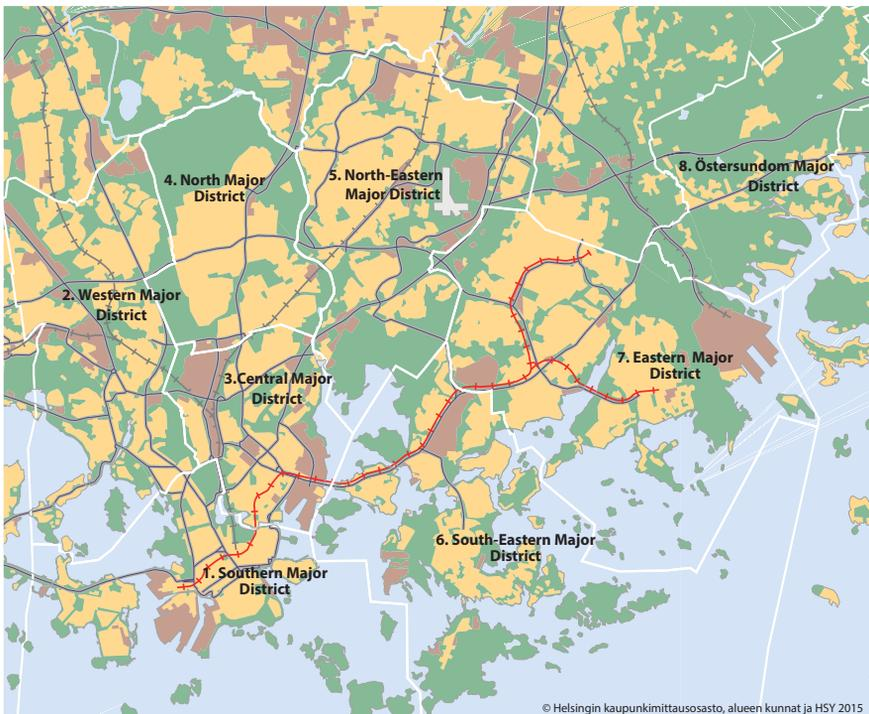 4. North Major
District
5. North-Eastern
Major District
8. Östersundom Major
District
2. Western Major
District
3.Central Major
District
7. Eastern Major
District
6. South-Eastern Major
District
1. Southern Major
District
© Helsingin kaupunkimittausosasto, alueen kunnat ja HSY 2015